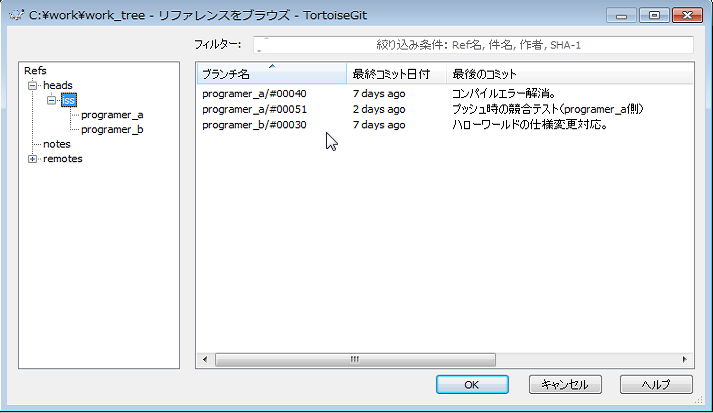 C:¥work¥work_tree - リファレンスをブラウズ - TortoiseGit
フィルター: 絞り込み条件: Ref名, 件名, 作者, SHA-1
Refs
heads
iss
programer_a
programer_b
notes
remotes
ブランチ名 最終コミット日付 最後のコミット
programer_a/#00040 7 days ago コンパイルエラー解消。
programer_a/#00051 2 days ago プッシュ時の競合テスト(programer_a側)
programer_b/#00030 7 days ago ハローワールドの仕様変更対応。
OK キャンセル ヘルプ